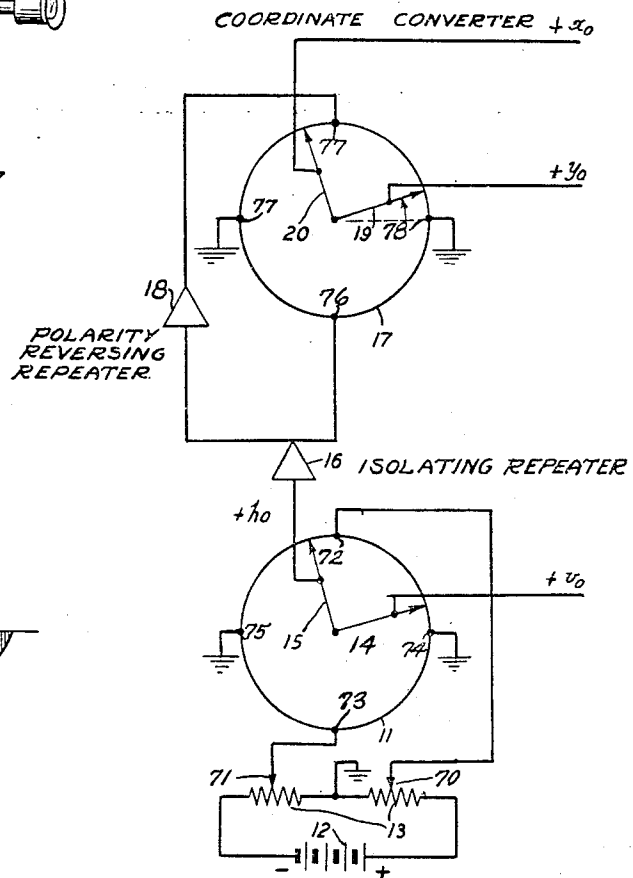 COORDINATE CONVERTER +x₀
77
+y₀
77
20
19
78
18
76
17
POLARITY
REVERSING
REPEATER.
16
ISOLATING REPEATER
+h₀
72
+v₀
75
15
14
74
73
11
71
70
13
12
- +